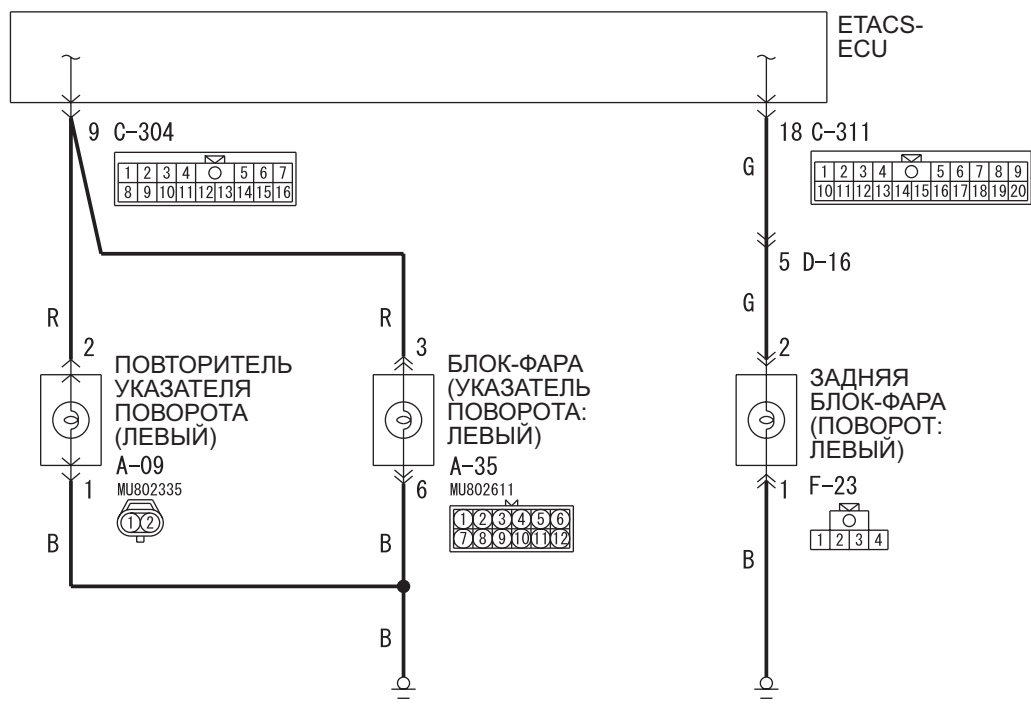 ETACS-
ECU
9 C-304
1 2 3 4 5 6 7
8 9 10 11 12 13 14 15 16
18 C-311
1 2 3 4 5 6 7 8 9
10 11 12 13 14 15 16 17 18 19 20
G
5 D-16
G
R
R
2
3
2
ПОВТОРИТЕЛЬ
УКАЗАТЕЛЯ
ПОВОРОТА
(ЛЕВЫЙ)
A-09
MU802335
1 2
1
БЛОК-ФАРА
(УКАЗАТЕЛЬ
ПОВОРОТА:
ЛЕВЫЙ)
A-35
MU802611
1 2 3 4 5 6
7 8 9 10 11 12
6
ЗАДНЯЯ
БЛОК-ФАРА
(ПОВОРОТ:
ЛЕВЫЙ)
1 F-23
1 2 3 4
B
B
B
B